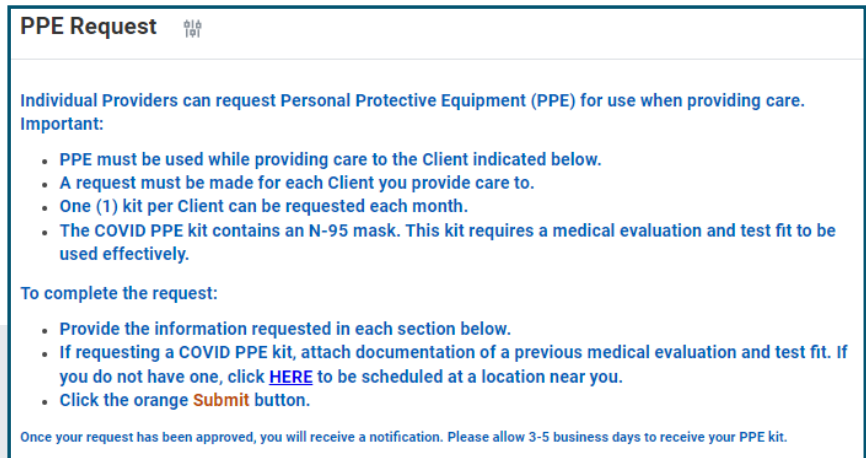 PPE Request
Individual Providers can request Personal Protective Equipment (PPE) for use when providing care.
Important:
• PPE must be used while providing care to the Client indicated below.
• A request must be made for each Client you provide care to.
• One (1) kit per Client can be requested each month.
• The COVID PPE kit contains an N-95 mask. This kit requires a medical evaluation and test fit to be
used effectively.
To complete the request:
• Provide the information requested in each section below.
• If requesting a COVID PPE kit, attach documentation of a previous medical evaluation and test fit. If
you do not have one, click HERE to be scheduled at a location near you.
• Click the orange Submit button.
Once your request has been approved, you will receive a notification. Please allow 3-5 business days to receive your PPE kit.